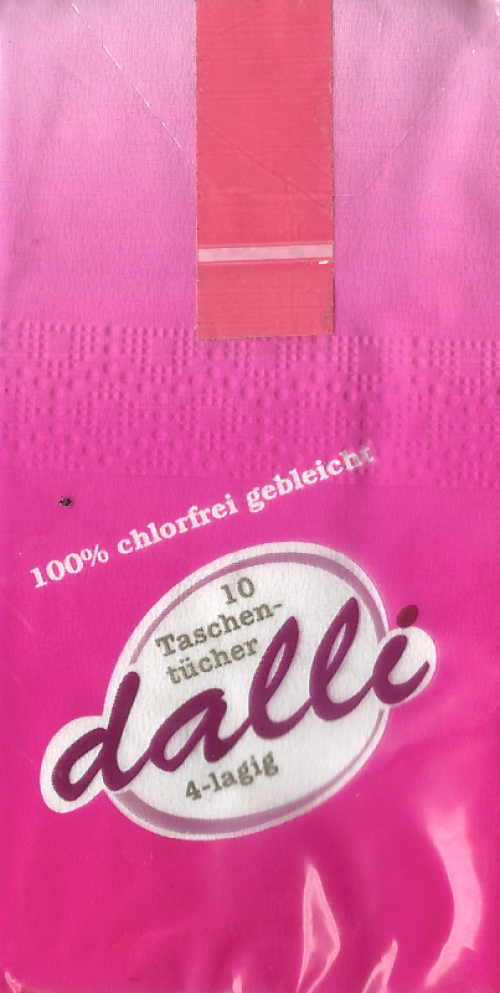 100% chlorfrei gebleicht
10
Taschen-
tücher
dalli
4-lagig